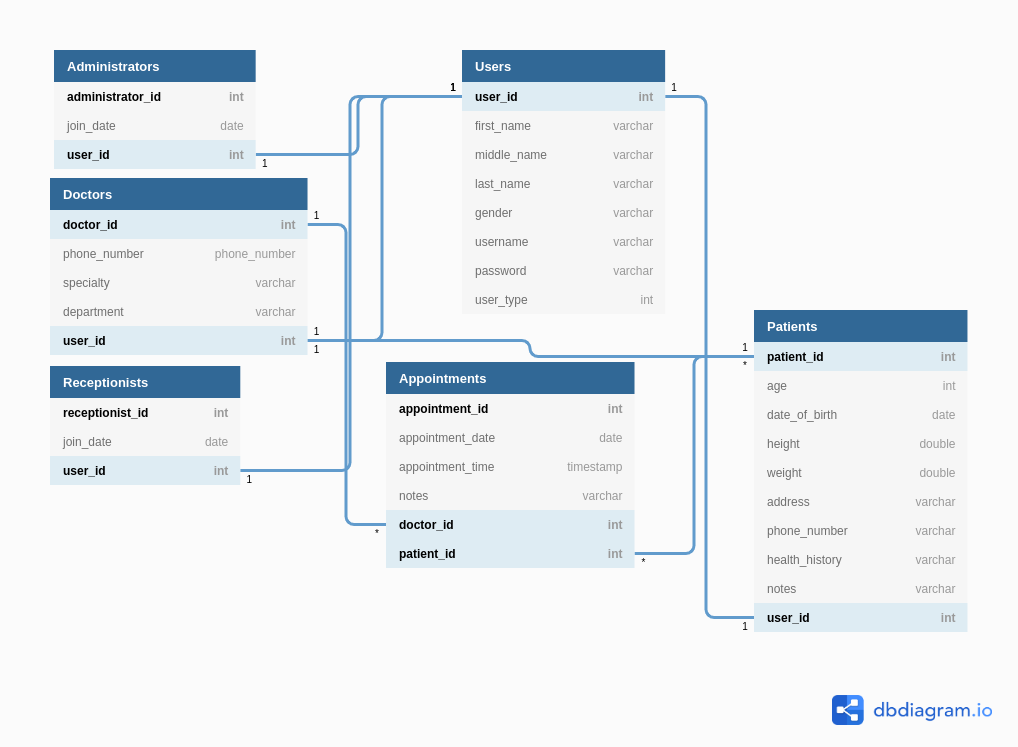 Administrators
administrator_id int
join_date date
user_id int
1
Doctors
doctor_id int
1
phone_number phone_number
specialty varchar
department varchar
user_id int
1
1
Receptionists
receptionist_id int
join_date date
user_id int
1
Users
1
user_id int
1
first_name varchar
middle_name varchar
last_name varchar
gender varchar
username varchar
password varchar
user_type int
Appointments
appointment_id int
appointment_date date
appointment_time timestamp
notes varchar
doctor_id int
*
patient_id int
*
Patients
1
patient_id int
*
age int
date_of_birth date
height double
weight double
address varchar
phone_number varchar
health_history varchar
notes varchar
user_id int
1
dbdiagram.io